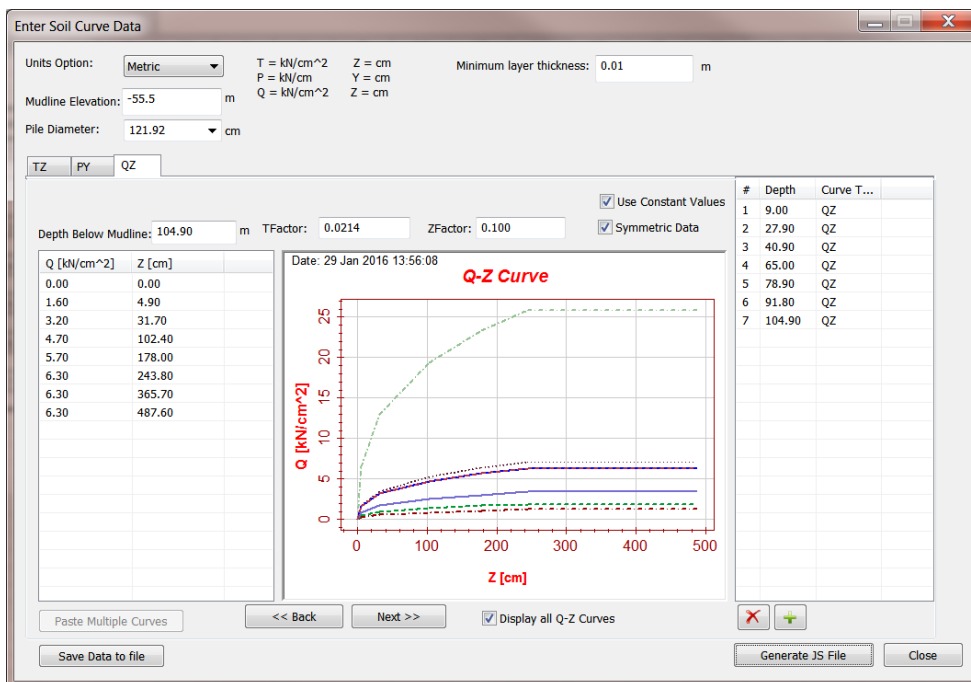 Enter Soil Curve Data
Units Option: Metric
T = kN/cm^2 Z = cm
P = kN/cm Y = cm
Q = kN/cm^2 Z = cm
Minimum layer thickness: 0.01 m
Mudline Elevation: -55.5 m
Pile Diameter: 121.92 cm
TZ PY QZ
Use Constant Values
Depth Below Mudline: 104.90 m TFactor: 0.0214 ZFactor: 0.100 Symmetric Data
Q [kN/cm^2] Z [cm]
0.00 0.00
1.60 4.90
3.20 31.70
4.70 102.40
5.70 178.00
6.30 243.80
6.30 365.70
6.30 487.60
Date: 29 Jan 2016 13:56:08
Q-Z Curve
Q [kN/cm^2]
25
20
15
10
5
0
0 100 200 300 400 500
Z [cm]
# Depth Curve T...
1 9.00 QZ
2 27.90 QZ
3 40.90 QZ
4 65.00 QZ
5 78.90 QZ
6 91.80 QZ
7 104.90 QZ
Paste Multiple Curves
<< Back Next >> Display all Q-Z Curves
Save Data to file
Generate JS File Close